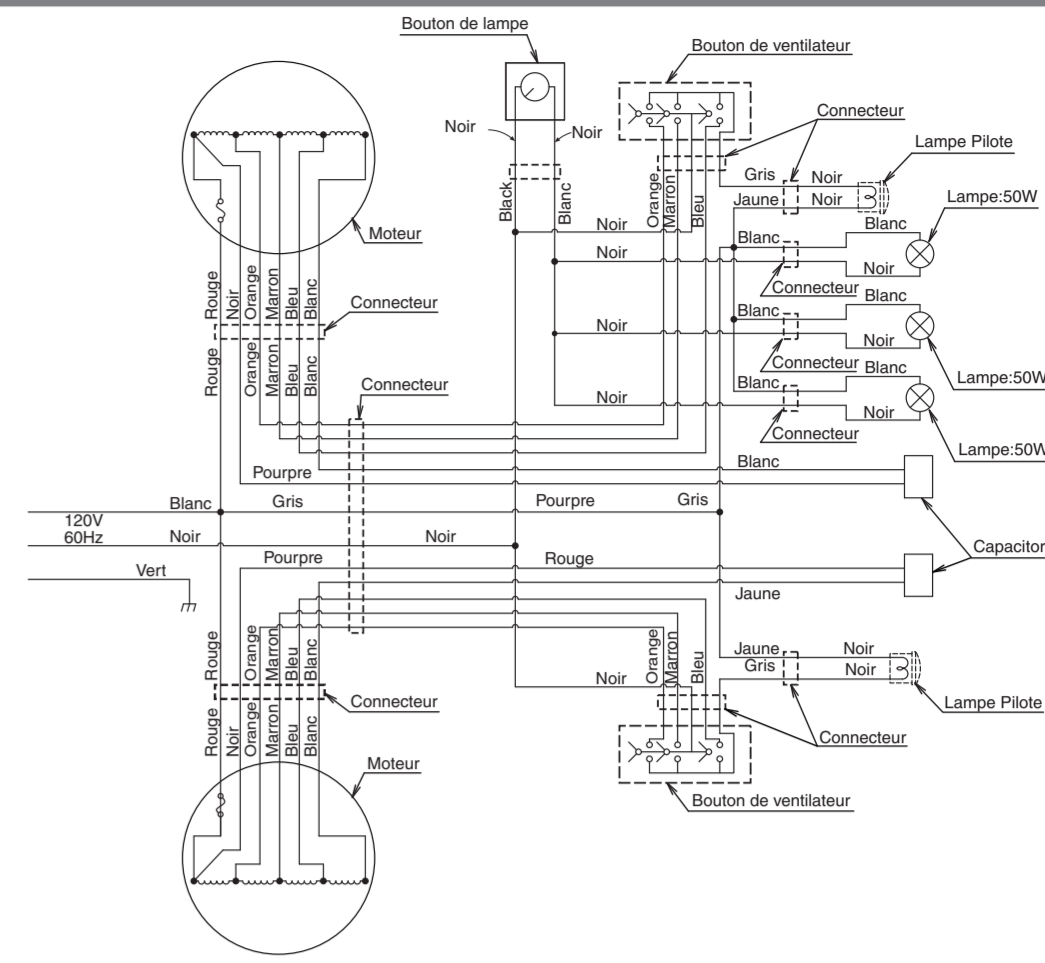 Bouton de lampe
Bouton de ventilateur
Noir
Noir
Connecteur
Lampe Pilote
Gris
Noir
Jaune
Noir
Lampe:50W
Black
Blanc
Orange
Marron
Bleu
Moteur
Noir
Blanc
Blanc
Noir
Noir
Connecteur
Rouge
Noir
Orange
Marron
Bleu
Blanc
Connecteur
Blanc
Blanc
Noir
Noir
Connecteur
Lampe:50W
Rouge
Orange
Marron
Bleu
Blanc
Connecteur
Blanc
Blanc
Noir
Noir
Connecteur
Lampe:50W
Blanc
Pourpre
Blanc
Gris
Pourpre
Gris
120V
60Hz
Noir
Noir
Capacitor
Pourpre
Rouge
Vert
Jaune
Rouge
Orange
Marron
Bleu
Blanc
Orange
Marron
Bleu
Jaune
Noir
Gris
Noir
Noir
Connecteur
Lampe Pilote
Rouge
Noir
Orange
Marron
Bleu
Blanc
Connecteur
Moteur
Bouton de ventilateur